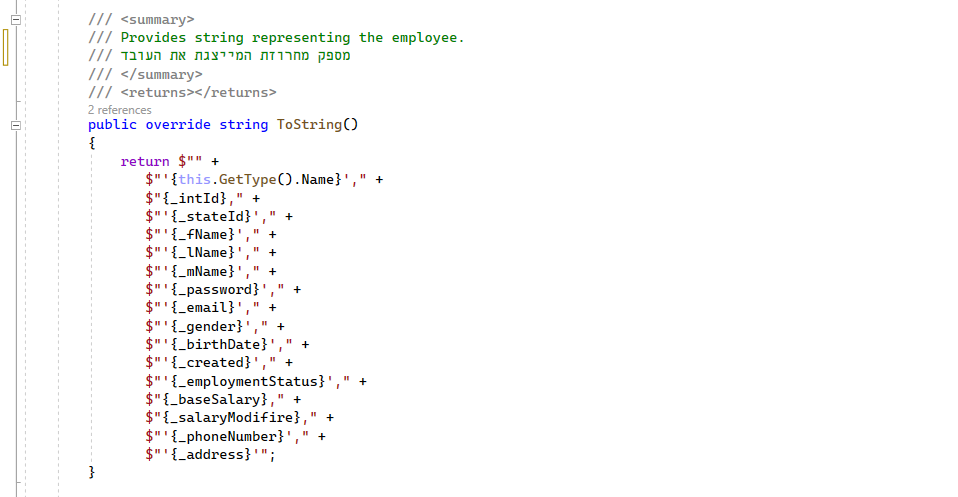 /// <summary>
/// Provides string representing the employee.
/// מספק מחרוזת המייצגת את העובד
/// </summary>
/// <returns></returns>
2 references
public override string ToString()
{
return $"" +
$"'{this.GetType().Name}'," +
$"{_intId}," +
$"'{_stateId}'," +
$"'{_fName}'," +
$"'{_lName}'," +
$"'{_mName}'," +
$"'{_password}'," +
$"'{_email}'," +
$"'{_gender}'," +
$"'{_birthDate}'," +
$"'{_created}'," +
$"'{_employmentStatus}'," +
$"{_baseSalary}," +
$"{_salaryModifire}," +
$"'{_phoneNumber}'," +
$"'{_address}'";
}